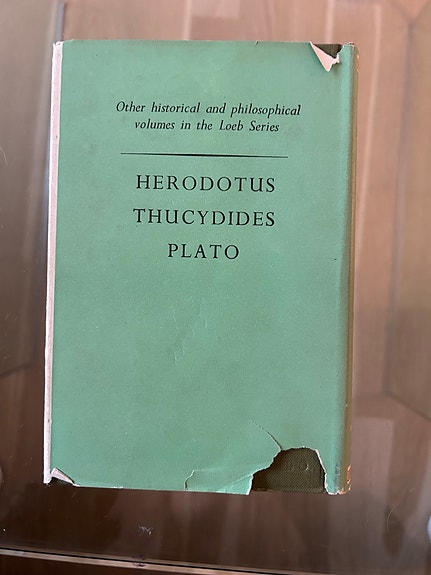 Other historical and philosophical
volumes in the Loeb Series
HERODOTUS
THUCYDIDES
PLATO